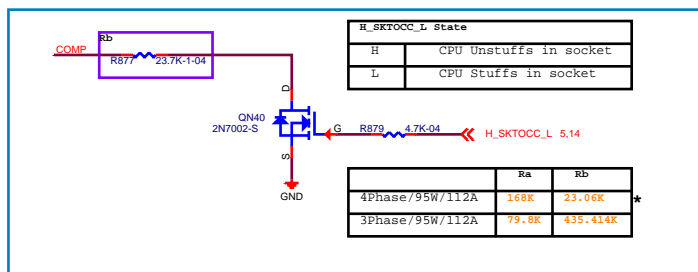 Rb
COMP
R877 23.7K-1-04
H_SKTOCC_L State
H CPU Unstuffs in socket
L CPU Stuffs in socket
D
QN40
2N7002-S
G
R879 4.7K-04
H_SKTOCC_L 5,14
S
GND
Ra Rb
4Phase/95W/112A 168K 23.06K *
3Phase/95W/112A 79.8K 435.414K